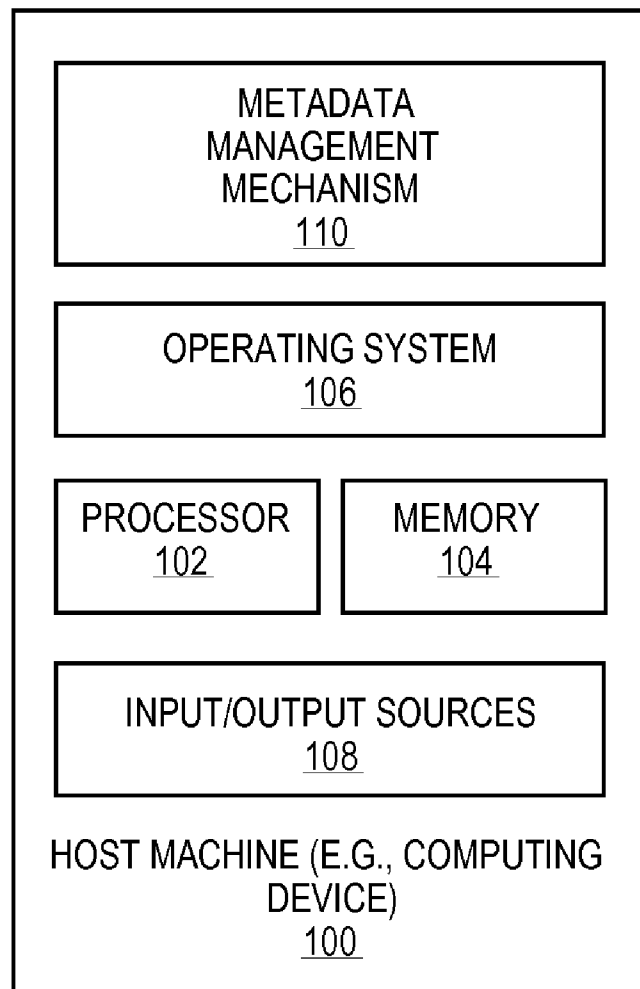 METADATA
MANAGEMENT
MECHANISM
110
OPERATING SYSTEM
106
PROCESSOR
102
MEMORY
104
INPUT/OUTPUT SOURCES
108
HOST MACHINE (E.G., COMPUTING
DEVICE)
100